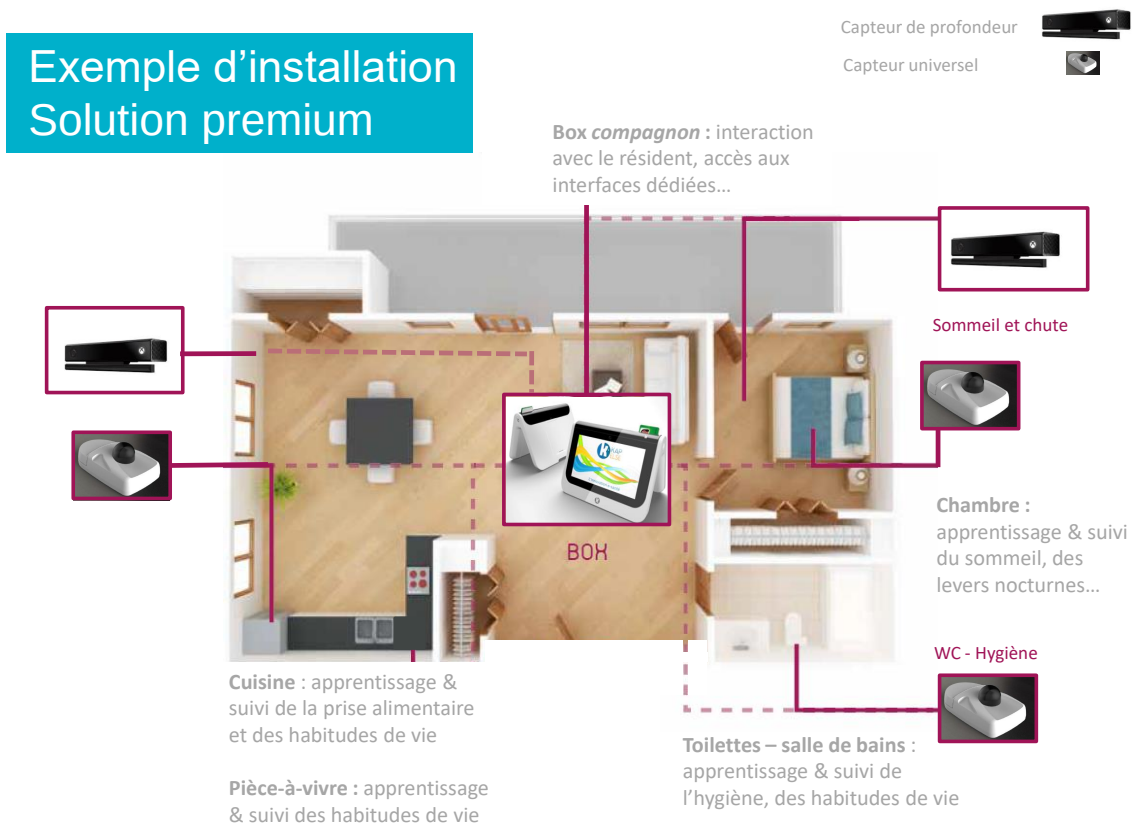 Exemple d’installation
Solution premium
Capteur de profondeur
Capteur universel
Box compagnon : interaction
avec le résident, accès aux
interfaces dédiées…
Sommeil et chute
BOX
Chambre :
apprentissage & suivi
du sommeil, des
levers nocturnes…
WC - Hygiène
Cuisine : apprentissage &
suivi de la prise alimentaire
et des habitudes de vie
Pièce-à-vivre : apprentissage
& suivi des habitudes de vie
Toilettes – salle de bains :
apprentissage & suivi de
l’hygiène, des habitudes de vie